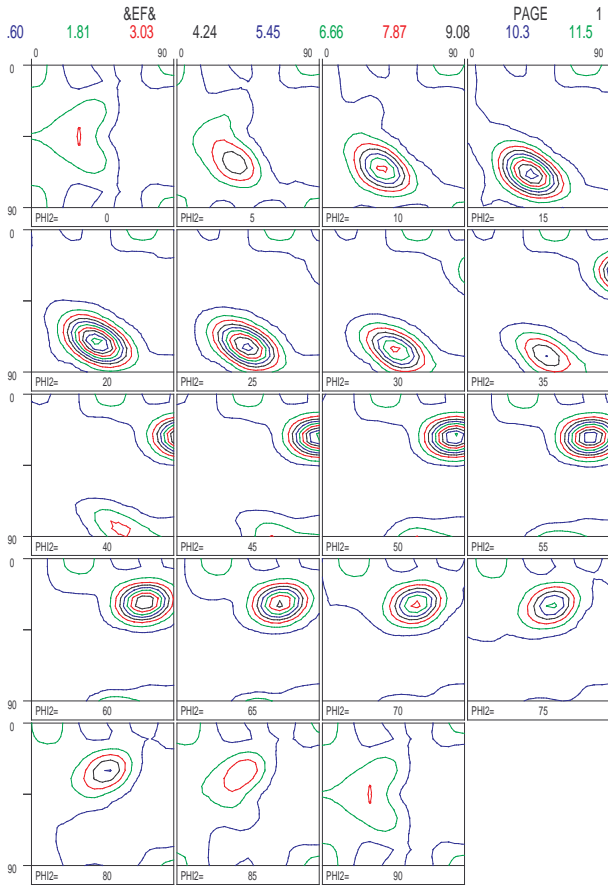 &EF& PAGE 1
.60 1.81 3.03 4.24 5.45 6.66 7.87 9.08 10.3 11.5
0 90 0 90 0 90 0 90
0
90 PHI2= 0 PHI2= 5 PHI2= 10 PHI2= 15
0
90 PHI2= 20 PHI2= 25 PHI2= 30 PHI2= 35
0
90 PHI2= 40 PHI2= 45 PHI2= 50 PHI2= 55
0
90 PHI2= 60 PHI2= 65 PHI2= 70 PHI2= 75
0
90 PHI2= 80 PHI2= 85 PHI2= 90